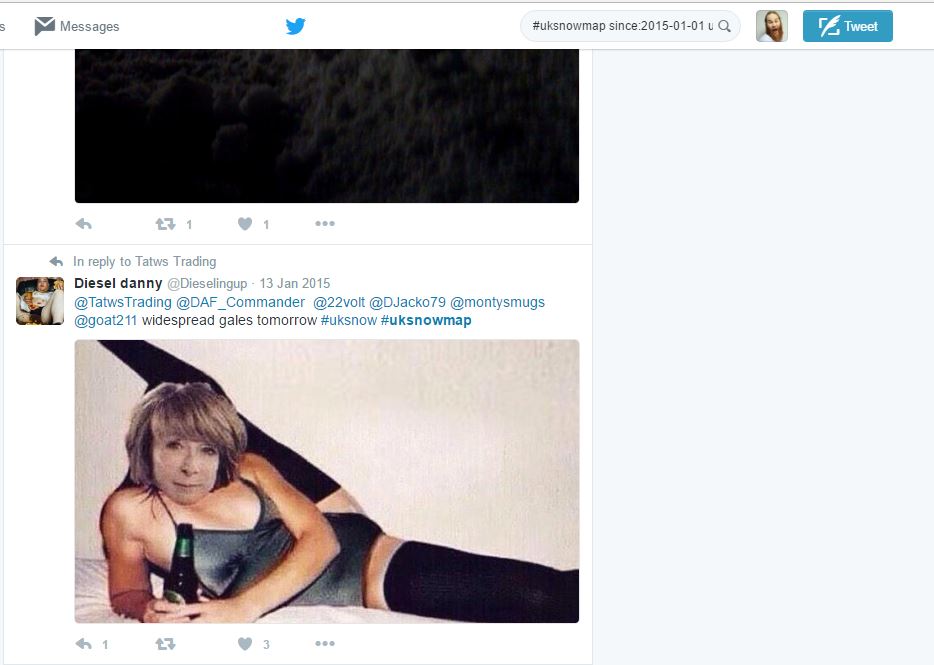 s Messages #uksnowmap since:2015-01-01 u Tweet
1 1
In reply to Tatws Trading
Diesel danny @Dieselingup · 13 Jan 2015
@TatwsTrading @DAF_Commander @22volt @DJacko79 @montysmugs
@goat211 widespread gales tomorrow #uksnow #uksnowmap
1 3